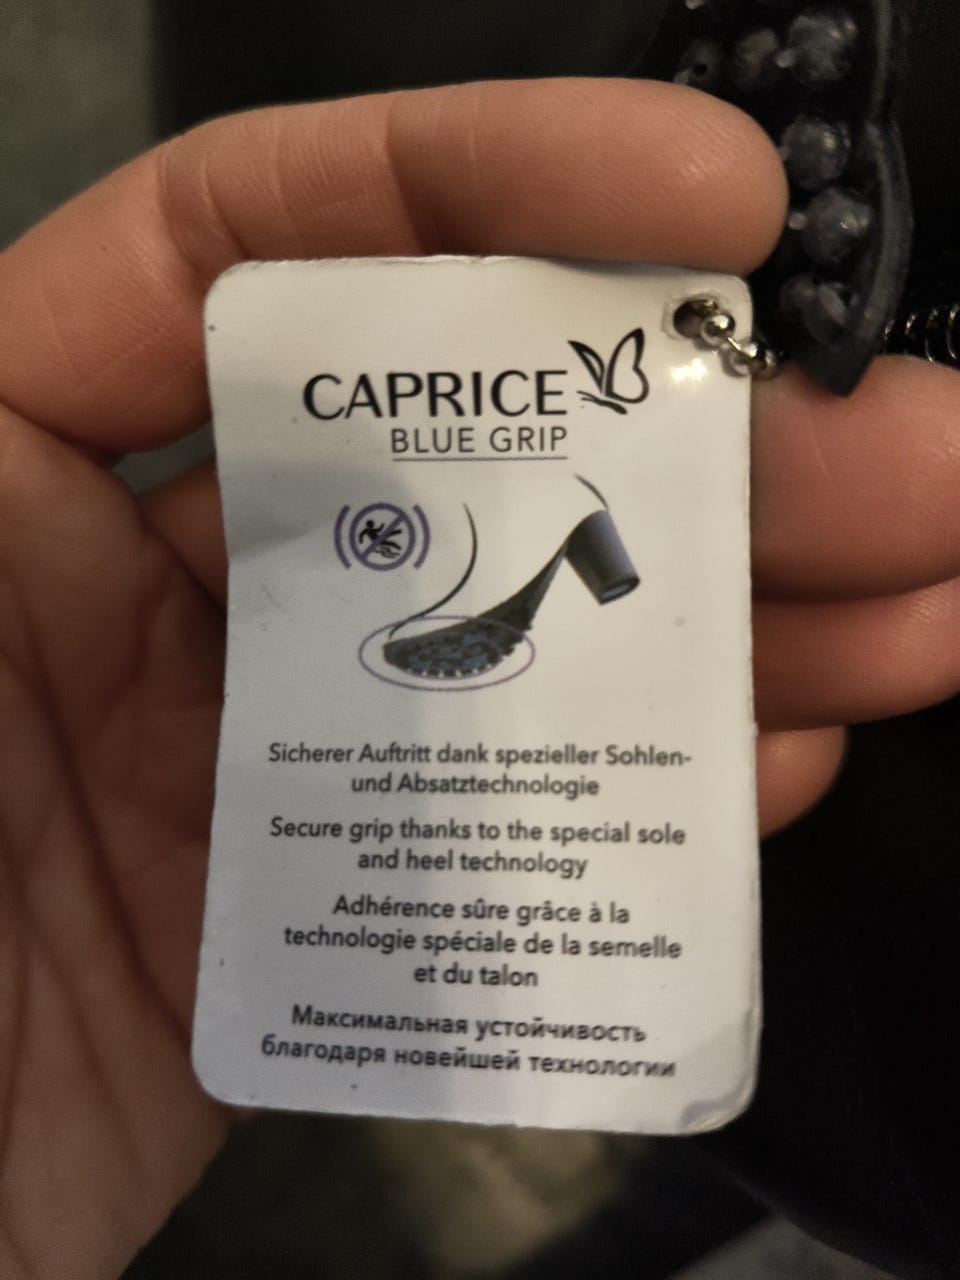 CAPRICE
BLUE GRIP
Sicherer Auftritt dank spezieller Sohlen-
und Absatztechnologie
Secure grip thanks to the special sole
and heel technology
Adhérence sûre grâce à la
technologie spéciale de la semelle
et du talon
Максимальная устойчивость
благодаря новейшей технологии